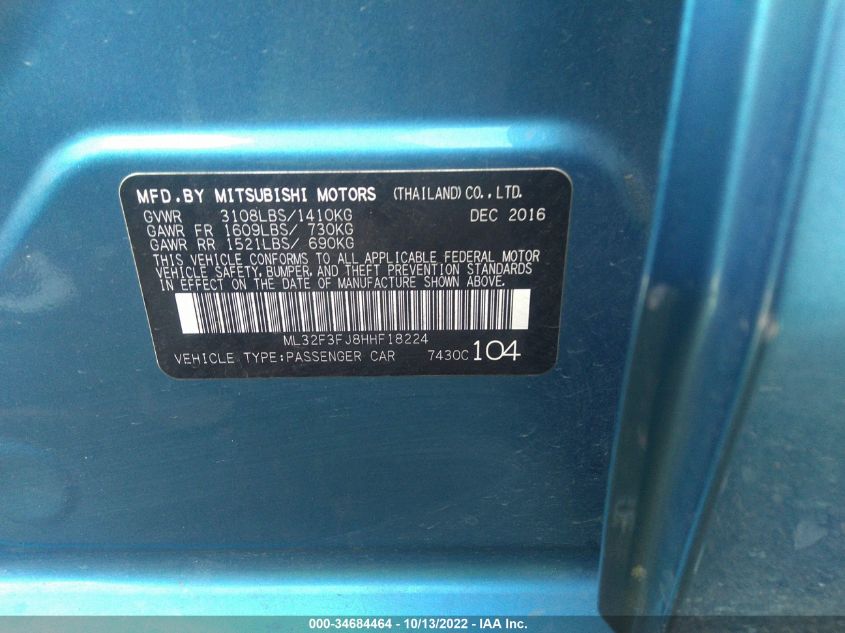 MFD.BY MITSUBISHI MOTORS (THAILAND)CO.,LTD.
GVWR 3108LBS/1410KG DEC 2016
GAWR FR 1609LBS/ 730KG
GAWR RR 1521LBS/ 690KG
THIS VEHICLE CONFORMS TO ALL APPLICABLE FEDERAL MOTOR
VEHICLE SAFETY, BUMPER, AND THEFT PREVENTION STANDARDS
IN EFFECT ON THE DATE OF MANUFACTURE SHOWN ABOVE.
ML32F3FJ8HHF18224
VEHICLE TYPE:PASSENGER CAR 7430C 104
000-34684464 - 10/13/2022 - IAA Inc.